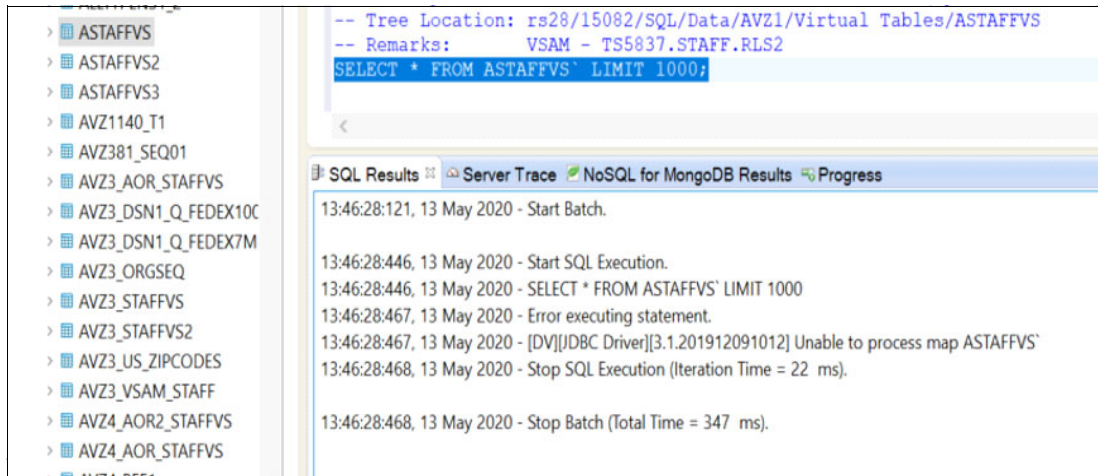 ASTAFFVS
ASTAFFVS2
ASTAFFVS3
AVZ1140_T1
AVZ381_SEQ01
AVZ3_AOR_STAFFVS
AVZ3_DSN1_Q_FEDEX10C
AVZ3_DSN1_Q_FEDEX7M
AVZ3_ORGSEQ
AVZ3_STAFFVS
AVZ3_STAFFVS2
AVZ3_US_ZIPCODES
AVZ3_VSAM_STAFF
AVZ4_AOR2_STAFFVS
AVZ4_AOR_STAFFVS
-- Tree Location: rs28/15082/SQL/Data/AVZ1/Virtual Tables/ASTAFFVS
-- Remarks: VSAM - TS5837.STAFF.RLS2
SELECT * FROM ASTAFFVS` LIMIT 1000;
SQL Results Server Trace NoSQL for MongoDB Results Progress
13:46:28:121, 13 May 2020 - Start Batch.
13:46:28:446, 13 May 2020 - Start SQL Execution.
13:46:28:446, 13 May 2020 - SELECT * FROM ASTAFFVS` LIMIT 1000
13:46:28:467, 13 May 2020 - Error executing statement.
13:46:28:467, 13 May 2020 - [DV][JDBC Driver][3.1.201912091012] Unable to process map ASTAFFVS`
13:46:28:468, 13 May 2020 - Stop SQL Execution (Iteration Time = 22 ms).
13:46:28:468, 13 May 2020 - Stop Batch (Total Time = 347 ms).